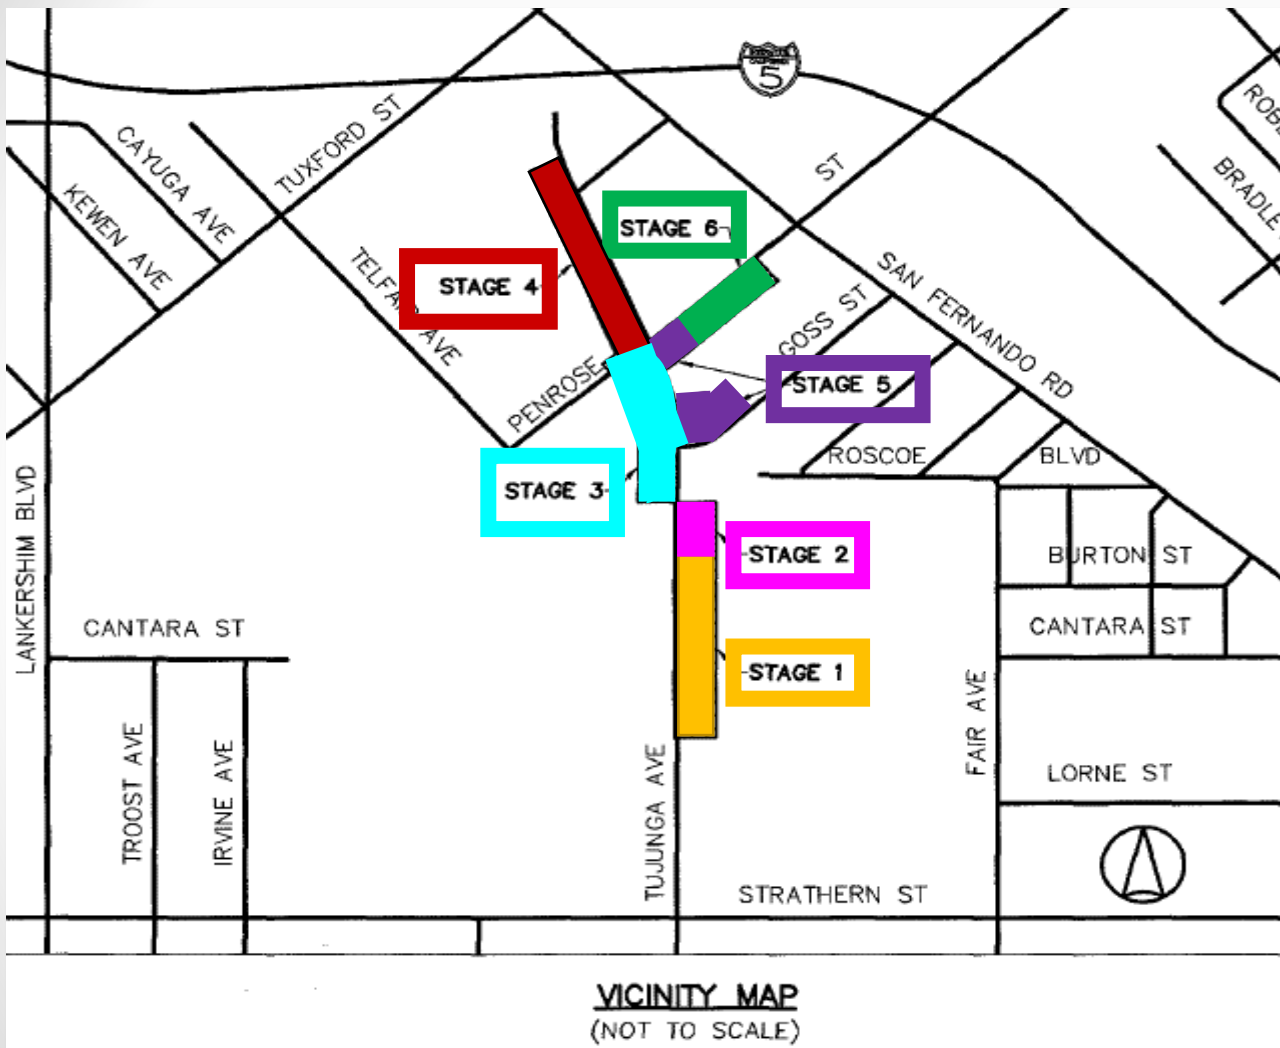 5
ROBI
ST
TUXFORD ST
CAYUGA AVE
BRADLEY
KEWEN AVE
STAGE 6
TELFAIR AVE
STAGE 4
SAN FERNANDO RD
GOSS ST
PENROSE
STAGE 5
ROSCOE
BLVD
STAGE 3
LANKERSHIM BLVD
STAGE 2
BURTON ST
CANTARA ST
CANTARA ST
STAGE 1
FAIR AVE
TROOST AVE
IRVINE AVE
TUJUNGA AVE
LORNE ST
STRATHERN ST
VICINITY MAP
(NOT TO SCALE)